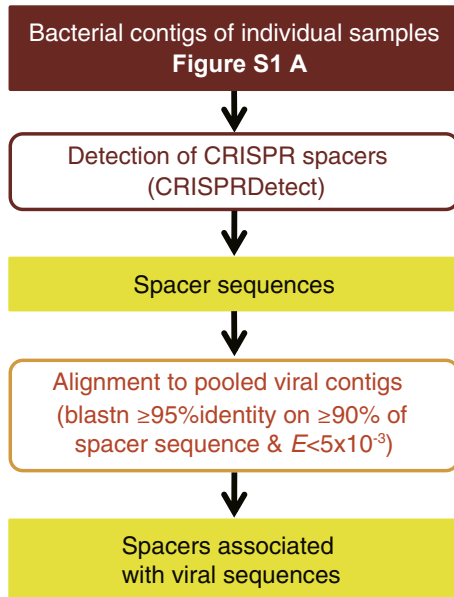 Bacterial contigs of individual samples
Figure S1 A
Detection of CRISPR spacers
(CRISPRDetect)
Spacer sequences
Alignment to pooled viral contigs
(blastn ≥95%identity on ≥90% of
spacer sequence & E<5x10⁻³)
Spacers associated
with viral sequences